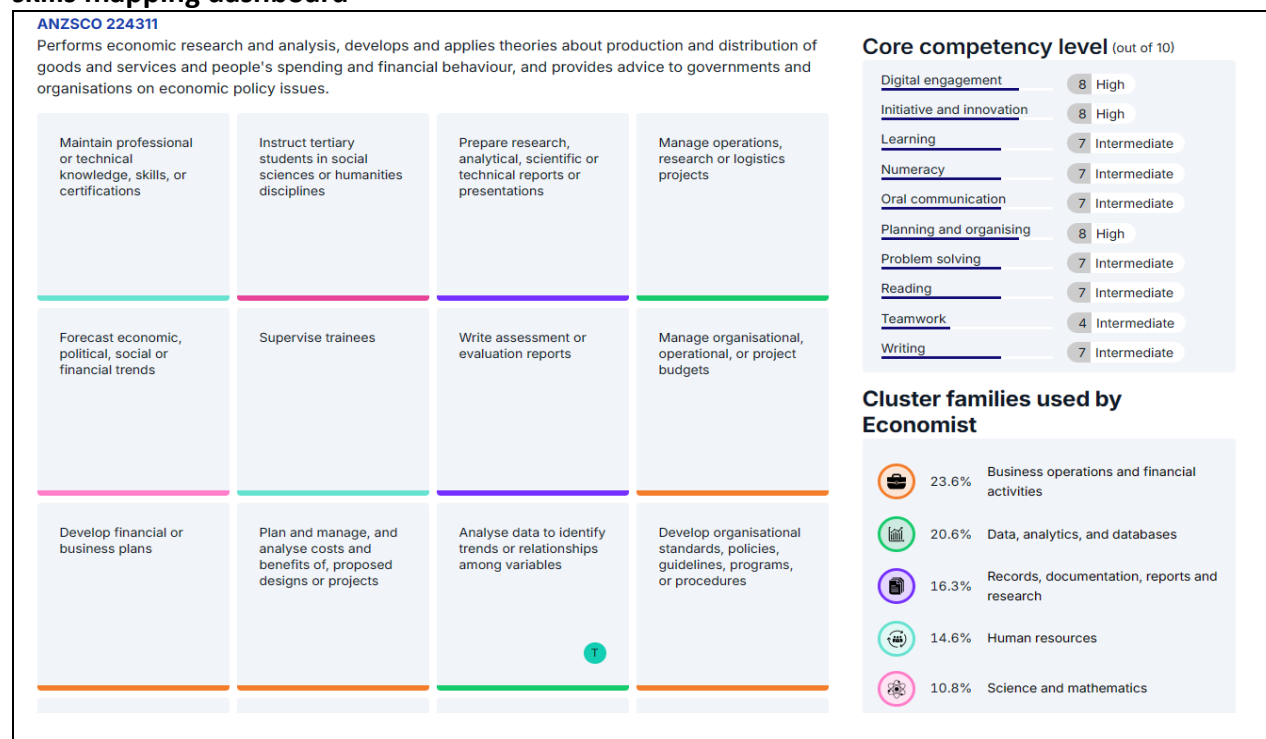 skills mapping dashboard
ANZSCO 224311
Performs economic research and analysis, develops and applies theories about production and distribution of
goods and services and people's spending and financial behaviour, and provides advice to governments and
organisations on economic policy issues.
Maintain professional
or technical
knowledge, skills, or
certifications
Instruct tertiary
students in social
sciences or humanities
disciplines
Prepare research,
analytical, scientific or
technical reports or
presentations
Manage operations,
research or logistics
projects
Forecast economic,
political, social or
financial trends
Supervise trainees
Write assessment or
evaluation reports
Manage organisational,
operational, or project
budgets
Develop financial or
business plans
Plan and manage, and
analyse costs and
benefits of, proposed
designs or projects
Analyse data to identify
trends or relationships
among variables
T
Develop organisational
standards, policies,
guidelines, programs,
or procedures
Core competency level (out of 10)
Digital engagement 8 High
Initiative and innovation 8 High
Learning 7 Intermediate
Numeracy 7 Intermediate
Oral communication 7 Intermediate
Planning and organising 8 High
Problem solving 7 Intermediate
Reading 7 Intermediate
Teamwork 4 Intermediate
Writing 7 Intermediate
Cluster families used by
Economist
23.6% Business operations and financial
activities
20.6% Data, analytics, and databases
16.3% Records, documentation, reports and
research
14.6% Human resources
10.8% Science and mathematics